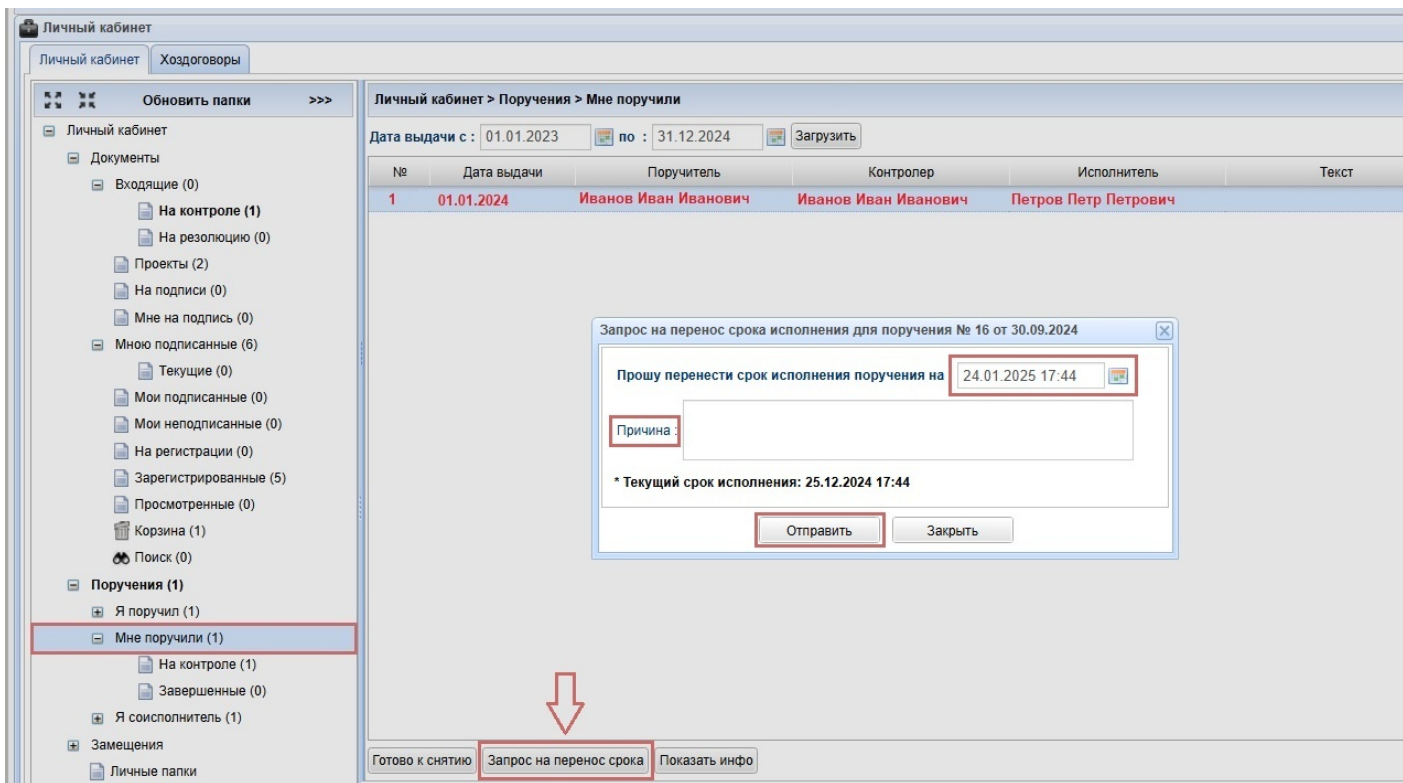 Личный кабинет
Личный кабинет Хоздоговоры
Обновить папки >>>
Личный кабинет
Документы
Входящие (0)
На контроле (1)
На резолюцию (0)
Проекты (2)
На подписи (0)
Мне на подпись (0)
Мною подписанные (6)
Текущие (0)
Мои подписанные (0)
Мои неподписанные (0)
На регистрации (0)
Зарегистрированные (5)
Просмотренные (0)
Корзина (1)
Поиск (0)
Поручения (1)
Я поручил (1)
Мне поручили (1)
На контроле (1)
Завершенные (0)
Я соисполнитель (1)
Замещения
Личные папки
Личный кабинет > Поручения > Мне поручили
Дата выдачи с : 01.01.2023 по : 31.12.2024 Загрузить
№ Дата выдачи Поручитель Контролер Исполнитель Текст
1 01.01.2024 Иванов Иван Иванович Иванов Иван Иванович Петров Петр Петрович
Запрос на перенос срока исполнения для поручения № 16 от 30.09.2024
Прошу перенести срок исполнения поручения на 24.01.2025 17:44
Причина :
* Текущий срок исполнения: 25.12.2024 17:44
Отправить Закрыть
Готово к снятию Запрос на перенос срока Показать инфо